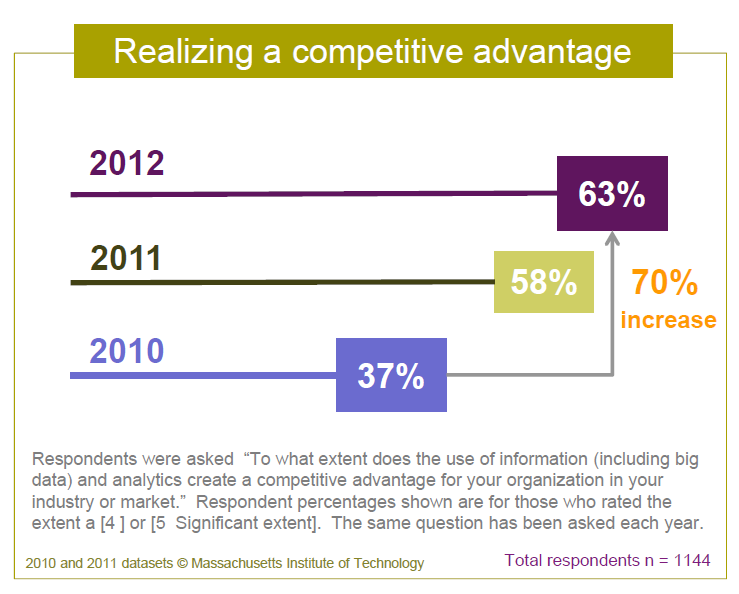 Realizing a competitive advantage
2012
63%
2011
58%
70%
increase
2010
37%
Respondents were asked  “To what extent does the use of information (including big
data) and analytics create a competitive advantage for your organization in your
industry or market.”  Respondent percentages shown are for those who rated the
extent a [4 ] or [5  Significant extent].  The same question has been asked each year.
2010 and 2011 datasets © Massachusetts Institute of Technology
Total respondents n = 1144